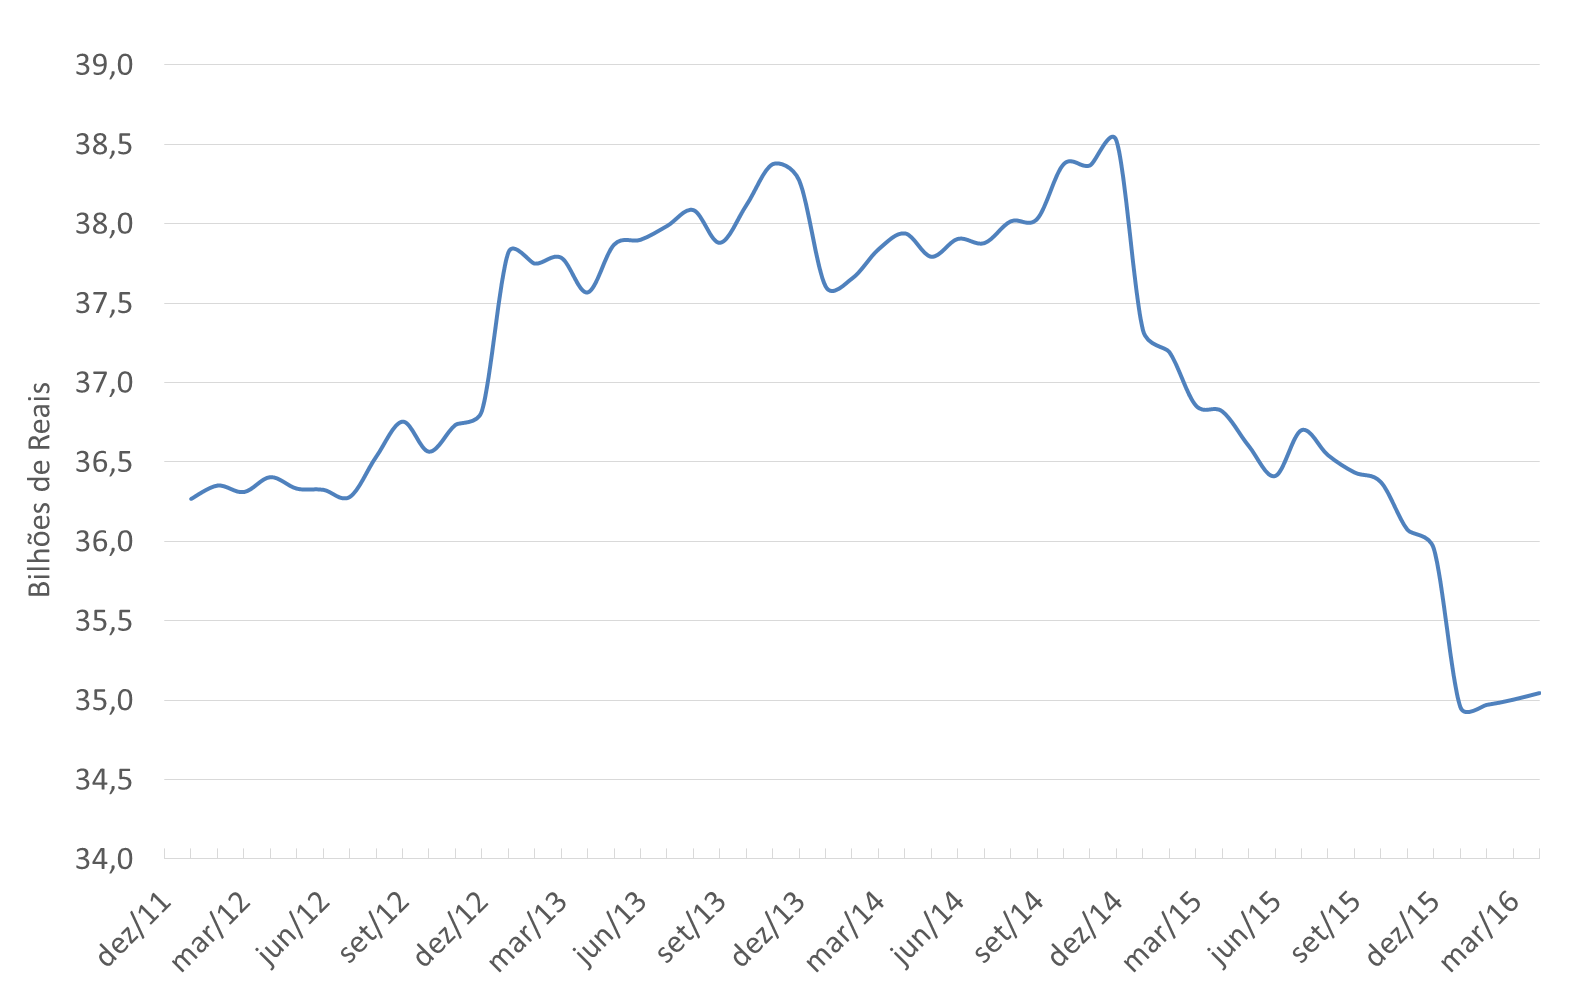 39,0
38,5
38,0
37,5
37,0
36,5
36,0
35,5
35,0
34,5
34,0
Bilhões de Reais
dez/11
mar/12
jun/12
set/12
dez/12
mar/13
jun/13
set/13
dez/13
mar/14
jun/14
set/14
dez/14
mar/15
jun/15
set/15
dez/15
mar/16